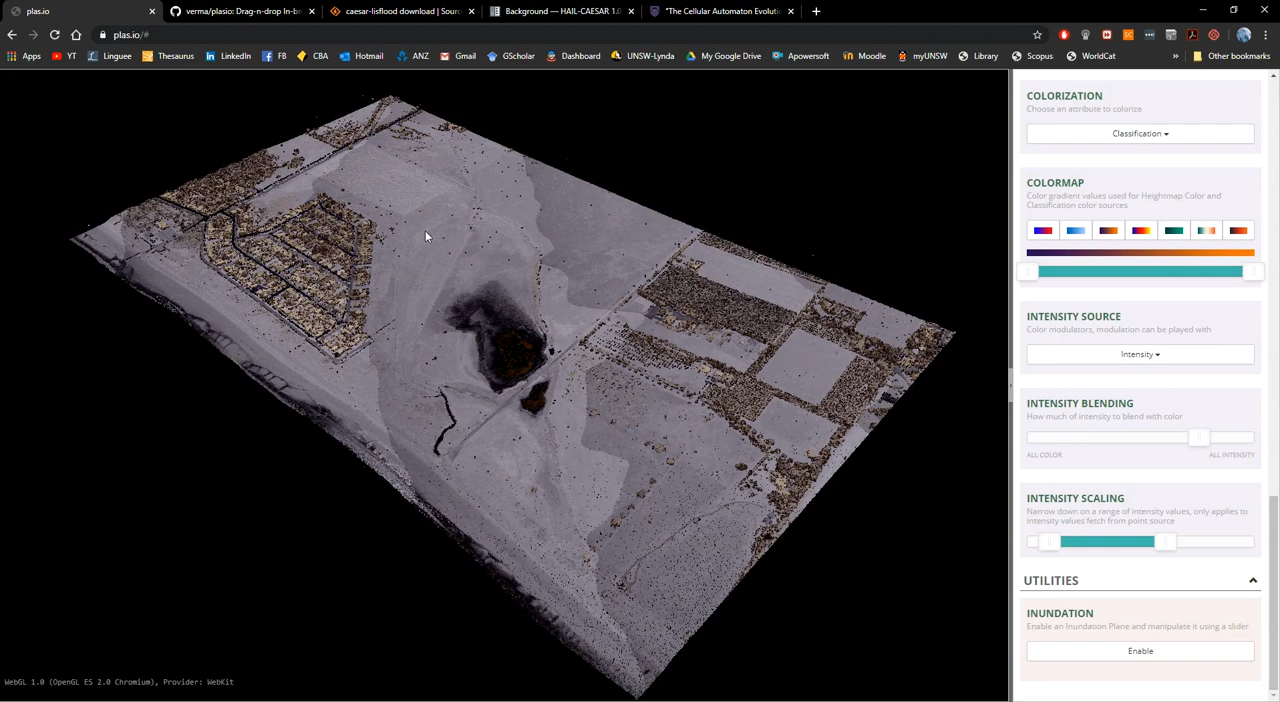 plas.io
verma/plasio: Drag-n-drop In-bro
caesar-lisflood download | Sourc
Background — HAIL-CAESAR 1.0
"The Cellular Automaton Evolutio
plas.io/#
Apps
YT
Linguee
Thesaurus
LinkedIn
FB
CBA
Hotmail
ANZ
Gmail
GScholar
Dashboard
UNSW-Lynda
My Google Drive
Apowersoft
Moodle
myUNSW
Library
Scopus
WorldCat
»
Other bookmarks
COLORIZATION
Choose an attribute to colorize
Classification
COLORMAP
Color gradient values used for Heightmap Color and
Classification color sources
INTENSITY SOURCE
Color modulators, modulation can be played with
Intensity
INTENSITY BLENDING
How much of intensity to blend with color
ALL COLOR
ALL INTENSITY
INTENSITY SCALING
Narrow down on a range of intensity values, only applies to
intensity values fetch from point source
UTILITIES
INUNDATION
Enable an Inundation Plane and manipulate it using a slider
Enable
WebGL 1.0 (OpenGL ES 2.0 Chromium), Provider: WebKit